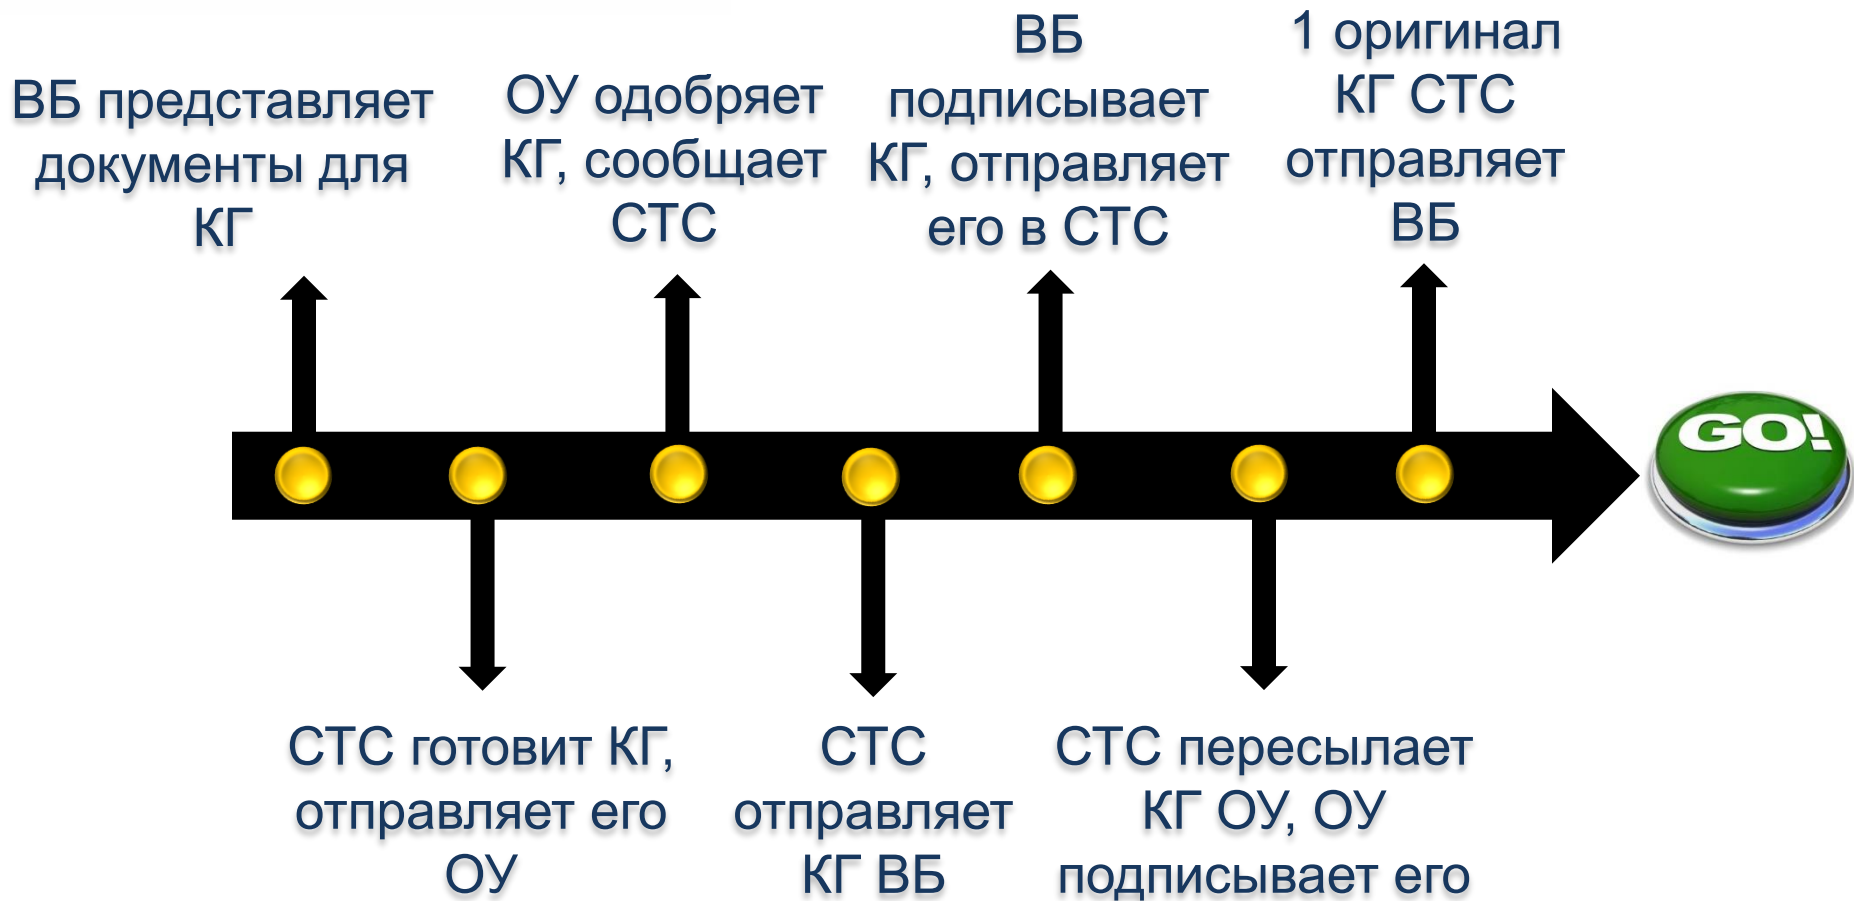 ВБ представляет
документы для
КГ
СТС готовит КГ,
отправляет его
ОУ
ОУ одобряет
КГ, сообщает
СТС
СТС
отправляет
КГ ВБ
ВБ
подписывает
КГ, отправляет
его в СТС
СТС пересылает
КГ ОУ, ОУ
подписывает его
1 оригинал
КГ СТС
отправляет
ВБ
GO!